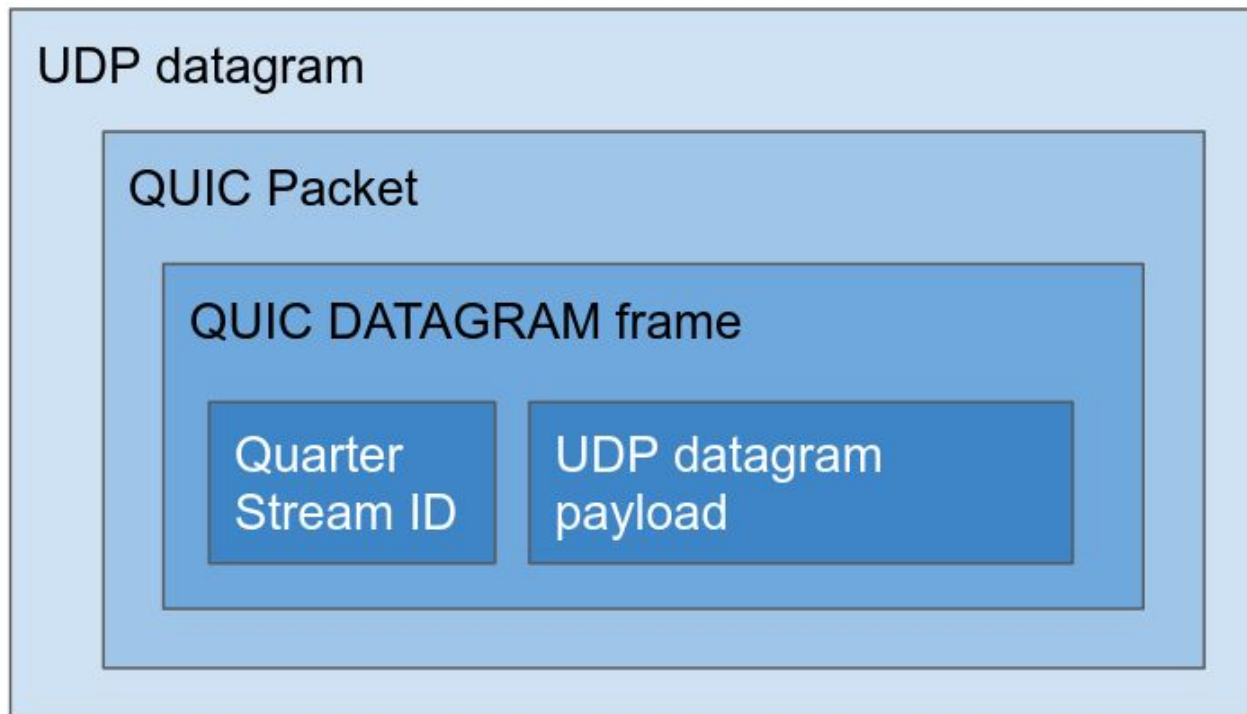 UDP datagram
QUIC Packet
QUIC DATAGRAM frame
Quarter
Stream ID
UDP datagram
payload